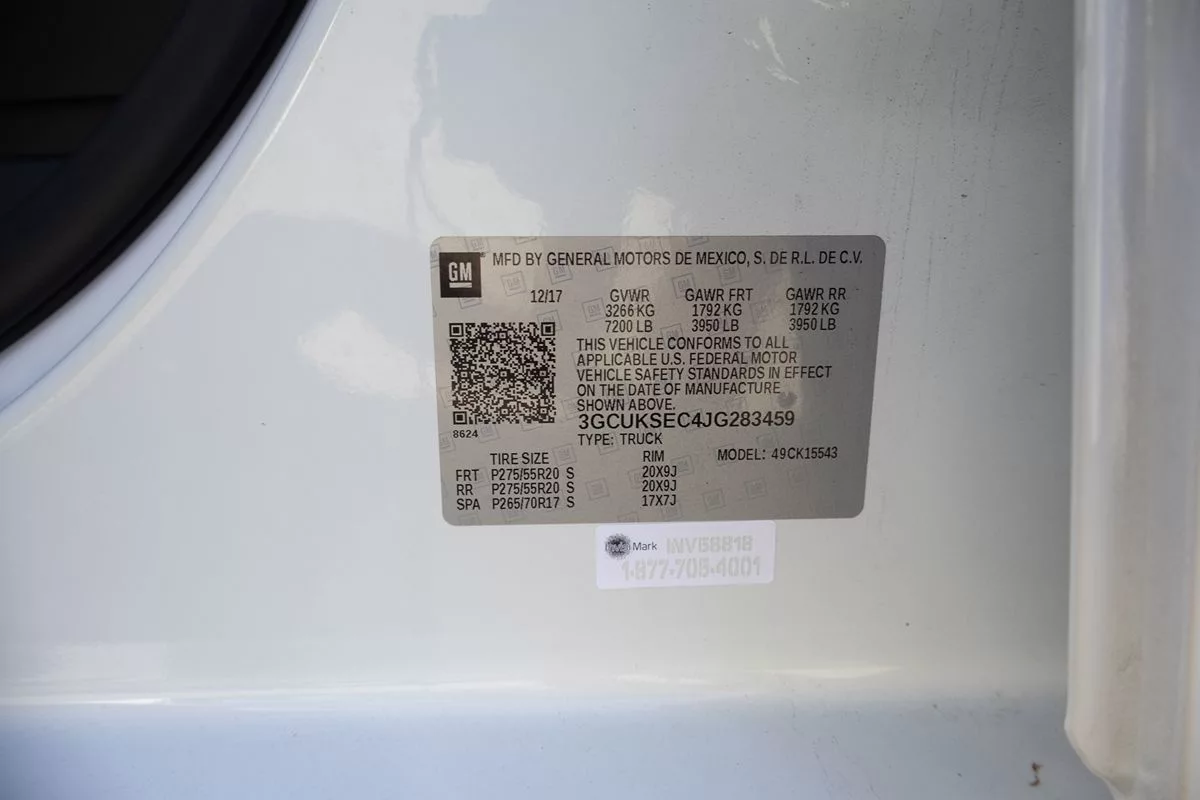 GM
MFD BY GENERAL MOTORS DE MEXICO, S. DE R.L. DE C.V.
12/17 GVWR GAWR FRT GAWR RR
3266 KG 1792 KG 1792 KG
7200 LB 3950 LB 3950 LB
THIS VEHICLE CONFORMS TO ALL
APPLICABLE U.S. FEDERAL MOTOR
VEHICLE SAFETY STANDARDS IN EFFECT
ON THE DATE OF MANUFACTURE
SHOWN ABOVE.
8624
3GCUKSEC4JG283459
TYPE: TRUCK
TIRE SIZE RIM MODEL: 49CK15543
FRT P275/55R20 S 20X9J
RR P275/55R20 S 20X9J
SPA P265/70R17 S 17X7J
Mark
1-877-706-4001